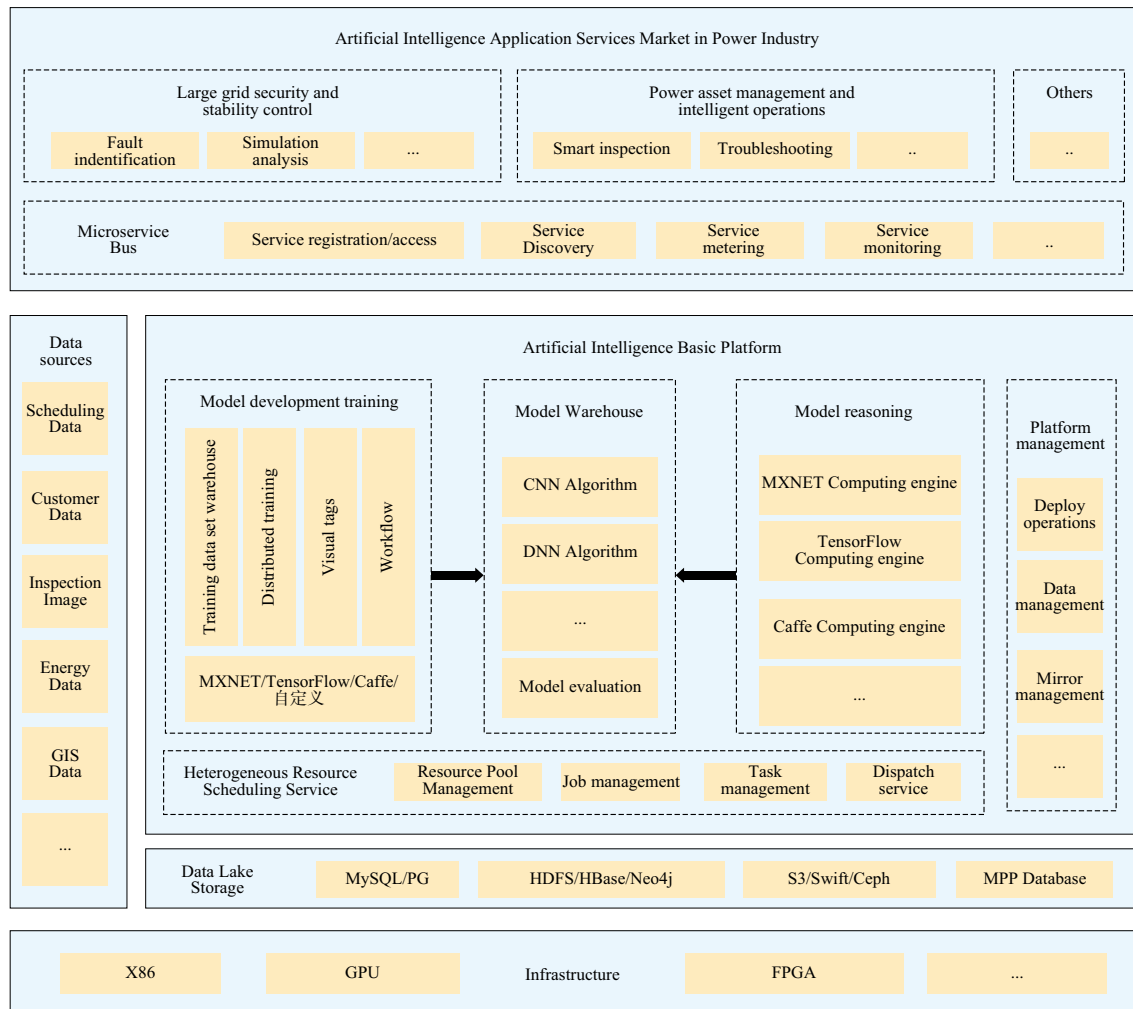 Artificial Intelligence Application Services Market in Power Industry
Large grid security and
stability control
Fault
indentification
Simulation
analysis
...
Power asset management and
intelligent operations
Smart inspection
Troubleshooting
..
Others
..
Microservice
Bus
Service registration/access
Service
Discovery
Service
metering
Service
monitoring
..
Data
sources
Scheduling
Data
Customer
Data
Inspection
Image
Energy
Data
GIS
Data
...
Artificial Intelligence Basic Platform
Model development training
Training data set warehouse
Distributed training
Visual tags
Workflow
MXNET/TensorFlow/Caffe/
自定义
Model Warehouse
CNN Algorithm
DNN Algorithm
...
Model evaluation
Model reasoning
MXNET Computing engine
TensorFlow
Computing engine
Caffe Computing engine
...
Platform
management
Deploy
operations
Data
management
Mirror
management
...
Heterogeneous Resource
Scheduling Service
Resource Pool
Management
Job management
Task
management
Dispatch
service
Data Lake
Storage
MySQL/PG
HDFS/HBase/Neo4j
S3/Swift/Ceph
MPP Database
X86
GPU
Infrastructure
FPGA
...